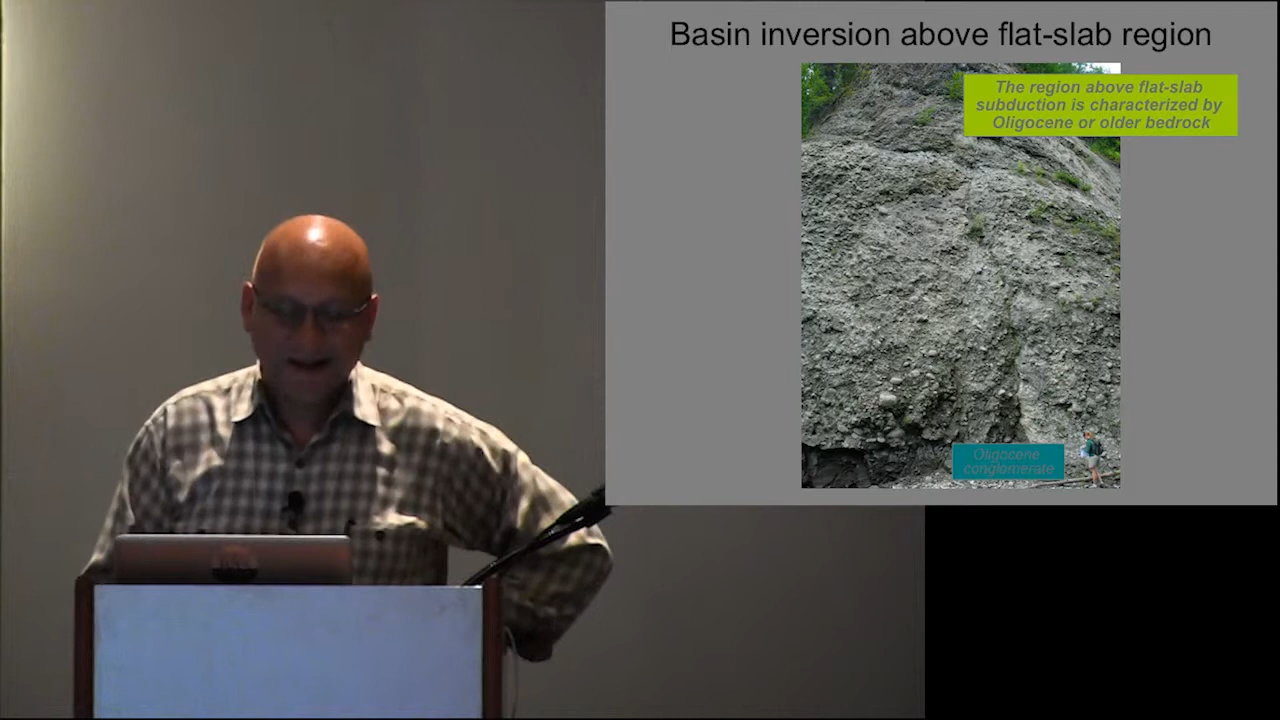 Basin inversion above flat-slab region
The region above flat-slab
subduction is characterized by
Oligocene or older bedrock
Oligocene
conglomerate